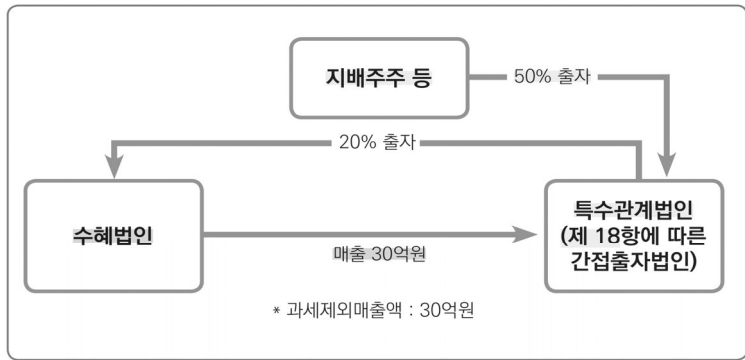 지배주주 등
50% 출자
20% 출자
수혜법인
매출 30억원
특수관계법인
(제 18항에 따른
간접출자법인)
* 과세제외매출액 : 30억원